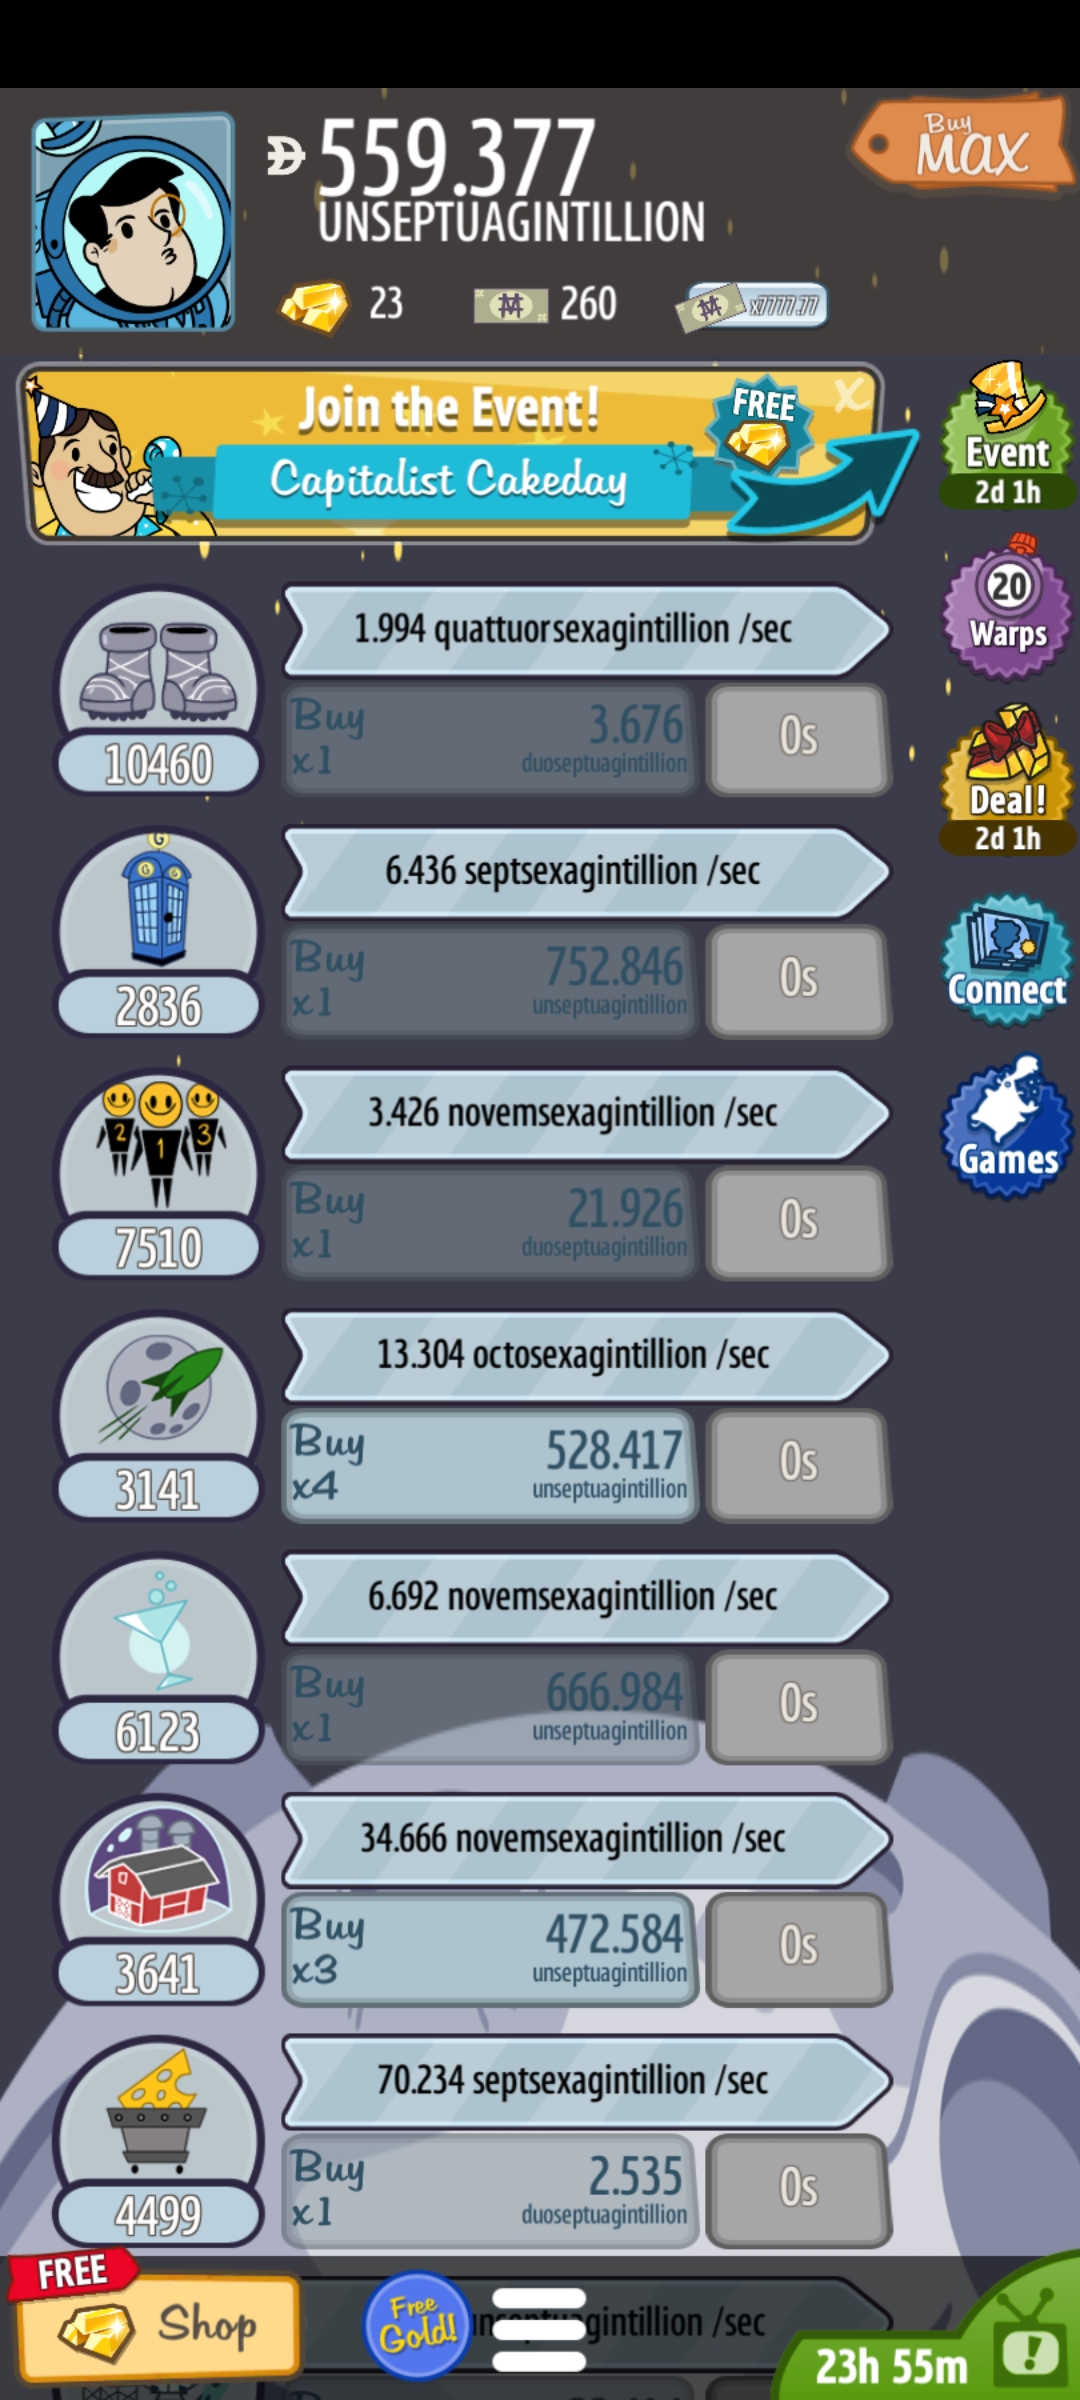 559.377
UNSEPTUAGINTILLION
Buy
MAX
23
260
x7777.77
Join the Event!
Capitalist Cakeday
FREE
X
Event
2d 1h
20
Warps
Deal!
2d 1h
Connect
Games
1.994 quattuorsexagintillion /sec
10460
Buy
x1
3.676
duoseptuagintillion
0s
6.436 septsexagintillion /sec
G
G G
2836
Buy
x1
752.846
unseptuagintillion
0s
3.426 novemsexagintillion /sec
2 1 3
7510
Buy
x1
21.926
duoseptuagintillion
0s
13.304 octosexagintillion /sec
3141
Buy
x4
528.417
unseptuagintillion
0s
6.692 novemsexagintillion /sec
6123
Buy
x1
666.984
unseptuagintillion
0s
34.666 novemsexagintillion /sec
3641
Buy
x3
472.584
unseptuagintillion
0s
70.234 septsexagintillion /sec
4499
Buy
x1
2.535
duoseptuagintillion
0s
FREE
Shop
Free
Gold!
/sec
23h 55m
!